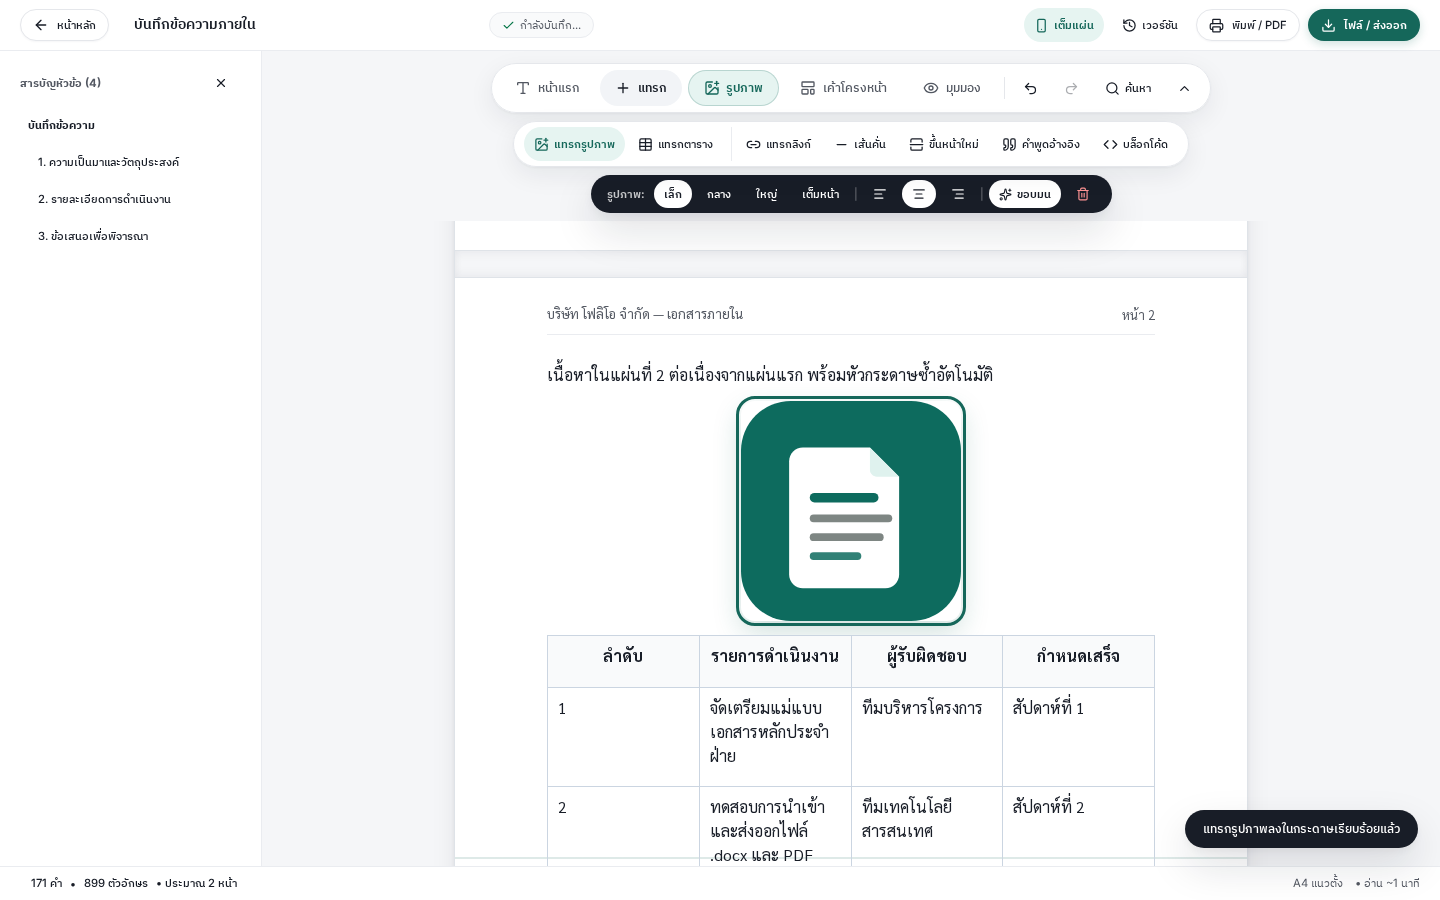 หน้าหลัก
บันทึกข้อความภายใน
กำลังบันทึก...
เต็มแผ่น
เวอร์ชัน
พิมพ์ / PDF
ไฟล์ / ส่งออก
สารบัญหัวข้อ (4)
บันทึกข้อความ
1. ความเป็นมาและวัตถุประสงค์
2. รายละเอียดการดำเนินงาน
3. ข้อเสนอเพื่อพิจารณา
หน้าแรก
แทรก
รูปภาพ
เค้าโครงหน้า
มุมมอง
ค้นหา
แทรกรูปภาพ
แทรกตาราง
แทรกลิงก์
เส้นคั่น
ขึ้นหน้าใหม่
คำพูดอ้างอิง
บล็อกโค้ด
รูปภาพ:
เล็ก
กลาง
ใหญ่
เต็มหน้า
ขอบมน
บริษัท โฟลิโอ จำกัด — เอกสารภายใน
หน้า 2
เนื้อหาในแผ่นที่ 2 ต่อเนื่องจากแผ่นแรก พร้อมหัวกระดาษซ้ำอัตโนมัติ
ลำดับ
รายการดำเนินงาน
ผู้รับผิดชอบ
กำหนดเสร็จ
1
จัดเตรียมแม่แบบ
เอกสารหลักประจำ
ฝ่าย
ทีมบริหารโครงการ
สัปดาห์ที่ 1
2
ทดสอบการนำเข้า
และส่งออกไฟล์
.docx และ PDF
ทีมเทคโนโลยี
สารสนเทศ
สัปดาห์ที่ 2
แทรกรูปภาพลงในกระดาษเรียบร้อยแล้ว
171 คำ • 899 ตัวอักษร • ประมาณ 2 หน้า
A4 แนวตั้ง • อ่าน ~1 นาที